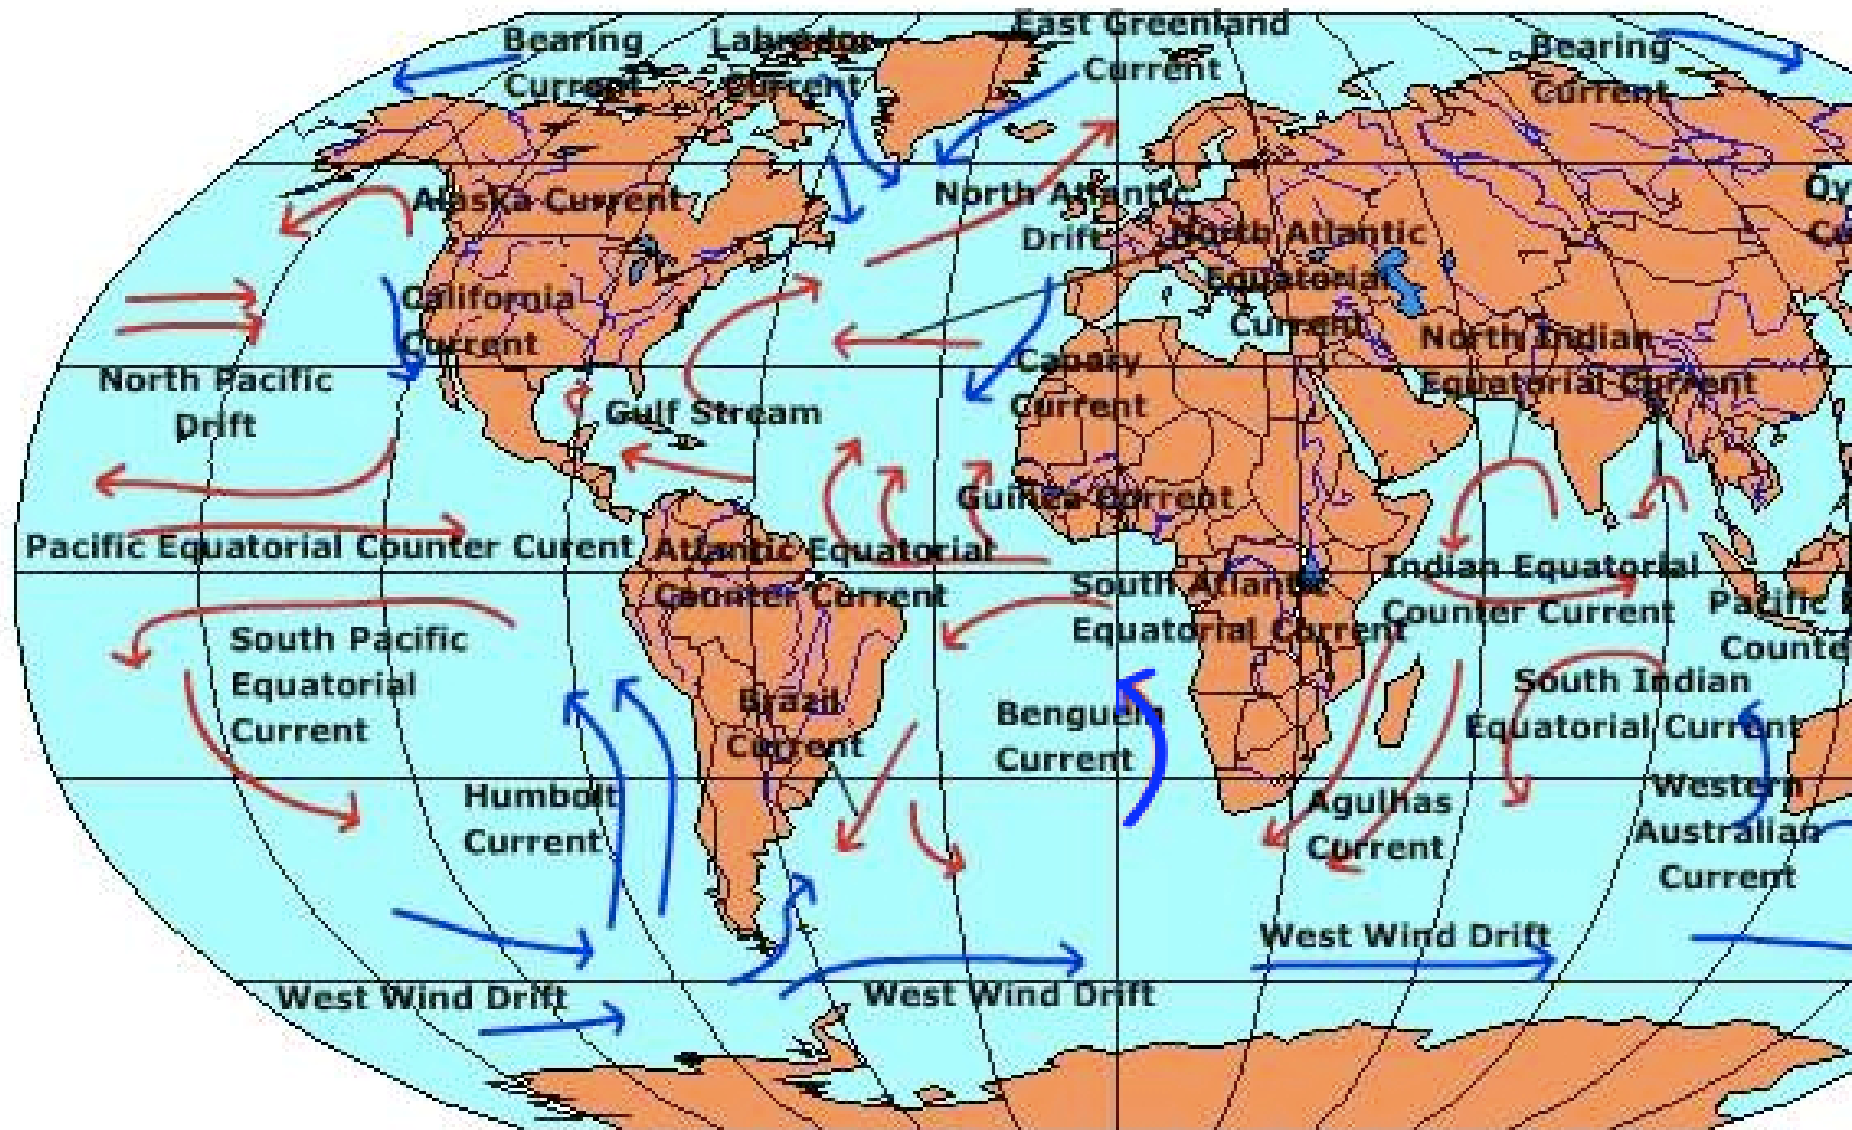 Bearing
Current
Labrador
Current
East Greenland
Current
Bearing
Current
Alaska Current
North Atlantic
Drift
North Atlantic
Equatorial
Current
California
Current
North Pacific
Drift
Gulf Stream
Canary
Current
North Indian
Equatorial Current
Guinea Current
Pacific Equatorial Counter Curent
Atlantic Equatorial
Counter Current
South Atlantic
Equatorial Current
Indian Equatorial
Counter Current
Pacific
Counte
South Pacific
Equatorial
Current
Brazil
Current
Benguela
Current
South Indian
Equatorial Current
Humbolt
Current
Agulhas
Current
Western
Australian
Current
West Wind Drift
West Wind Drift
West Wind Drift